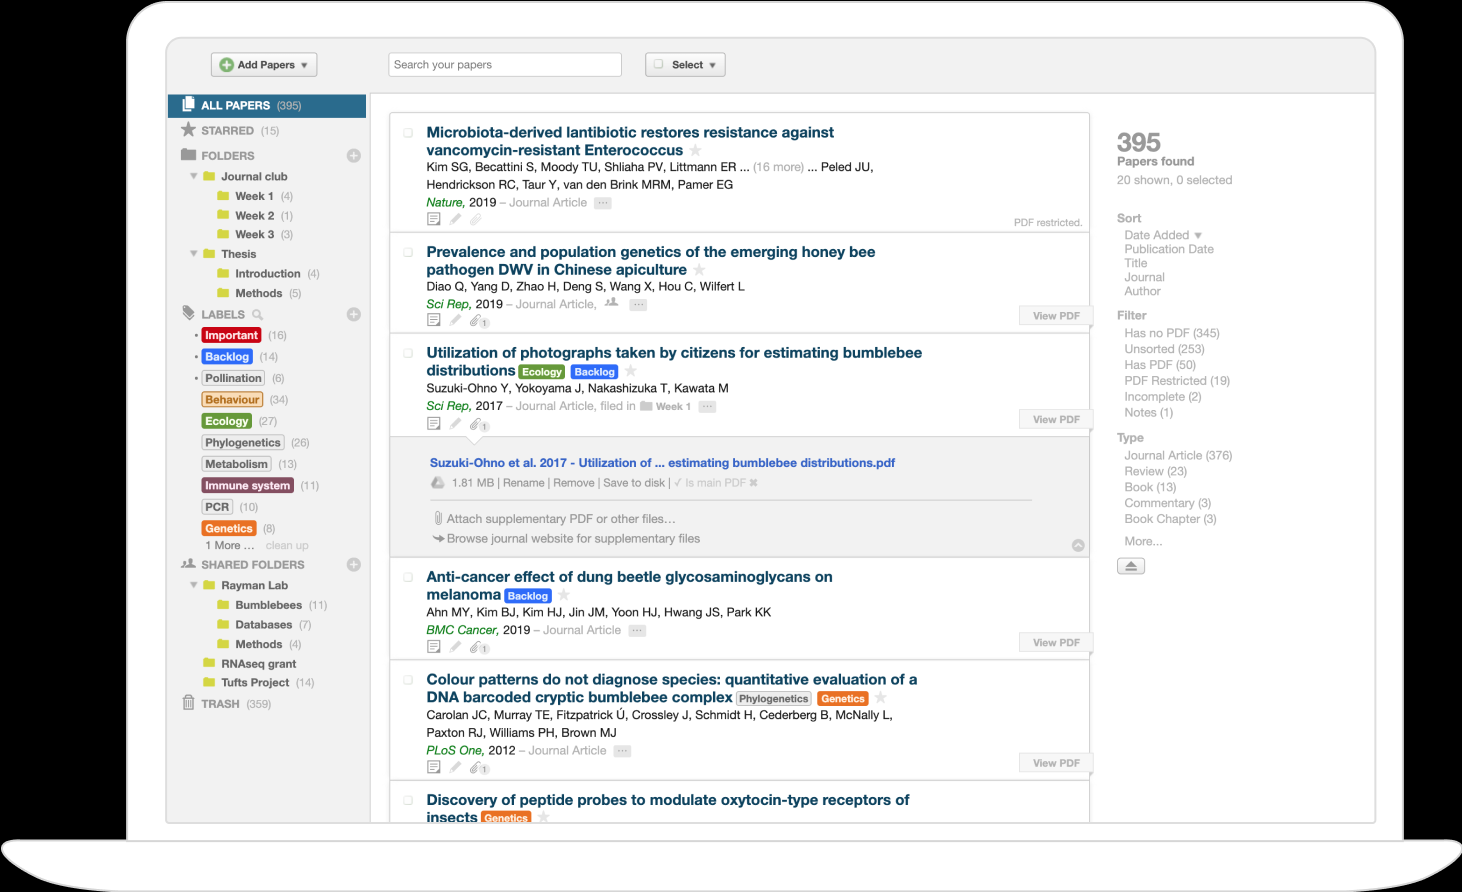 Add Papers
Search your papers
Select
ALL PAPERS (395)
STARRED (15)
FOLDERS
Journal club
Week 1 (4)
Week 2 (1)
Week 3 (3)
Thesis
Introduction (4)
Methods (5)
LABELS
Important (16)
Backlog (14)
Pollination (6)
Behaviour (34)
Ecology (27)
Phylogenetics (26)
Metabolism (13)
Immune system (11)
PCR (10)
Genetics (8)
1 More ... clean up
SHARED FOLDERS
Rayman Lab
Bumblebees (11)
Databases (7)
Methods (4)
RNAseq grant
Tufts Project (14)
TRASH (359)
Microbiota-derived lantibiotic restores resistance against
vancomycin-resistant Enterococcus
Kim SG, Becattini S, Moody TU, Shliaha PV, Littmann ER ... (16 more) ... Peled JU,
Hendrickson RC, Taur Y, van den Brink MRM, Pamer EG
Nature, 2019 – Journal Article ...
PDF restricted.
Prevalence and population genetics of the emerging honey bee
pathogen DWV in Chinese apiculture
Diao Q, Yang D, Zhao H, Deng S, Wang X, Hou C, Wilfert L
Sci Rep, 2019 – Journal Article, ...
1
View PDF
Utilization of photographs taken by citizens for estimating bumblebee
distributions Ecology Backlog
Suzuki-Ohno Y, Yokoyama J, Nakashizuka T, Kawata M
Sci Rep, 2017 – Journal Article, filed in Week 1 ...
1
View PDF
Suzuki-Ohno et al. 2017 - Utilization of ... estimating bumblebee distributions.pdf
1.81 MB | Rename | Remove | Save to disk | ✓ Is main PDF ✖
Attach supplementary PDF or other files…
Browse journal website for supplementary files
Anti-cancer effect of dung beetle glycosaminoglycans on
melanoma Backlog
Ahn MY, Kim BJ, Kim HJ, Jin JM, Yoon HJ, Hwang JS, Park KK
BMC Cancer, 2019 – Journal Article ...
1
View PDF
Colour patterns do not diagnose species: quantitative evaluation of a
DNA barcoded cryptic bumblebee complex Phylogenetics Genetics
Carolan JC, Murray TE, Fitzpatrick Ú, Crossley J, Schmidt H, Cederberg B, McNally L,
Paxton RJ, Williams PH, Brown MJ
PLoS One, 2012 – Journal Article ...
1
View PDF
Discovery of peptide probes to modulate oxytocin-type receptors of
insects Genetics
395
Papers found
20 shown, 0 selected
Sort
Date Added
Publication Date
Title
Journal
Author
Filter
Has no PDF (345)
Unsorted (253)
Has PDF (50)
PDF Restricted (19)
Incomplete (2)
Notes (1)
Type
Journal Article (376)
Review (23)
Book (13)
Commentary (3)
Book Chapter (3)
More...